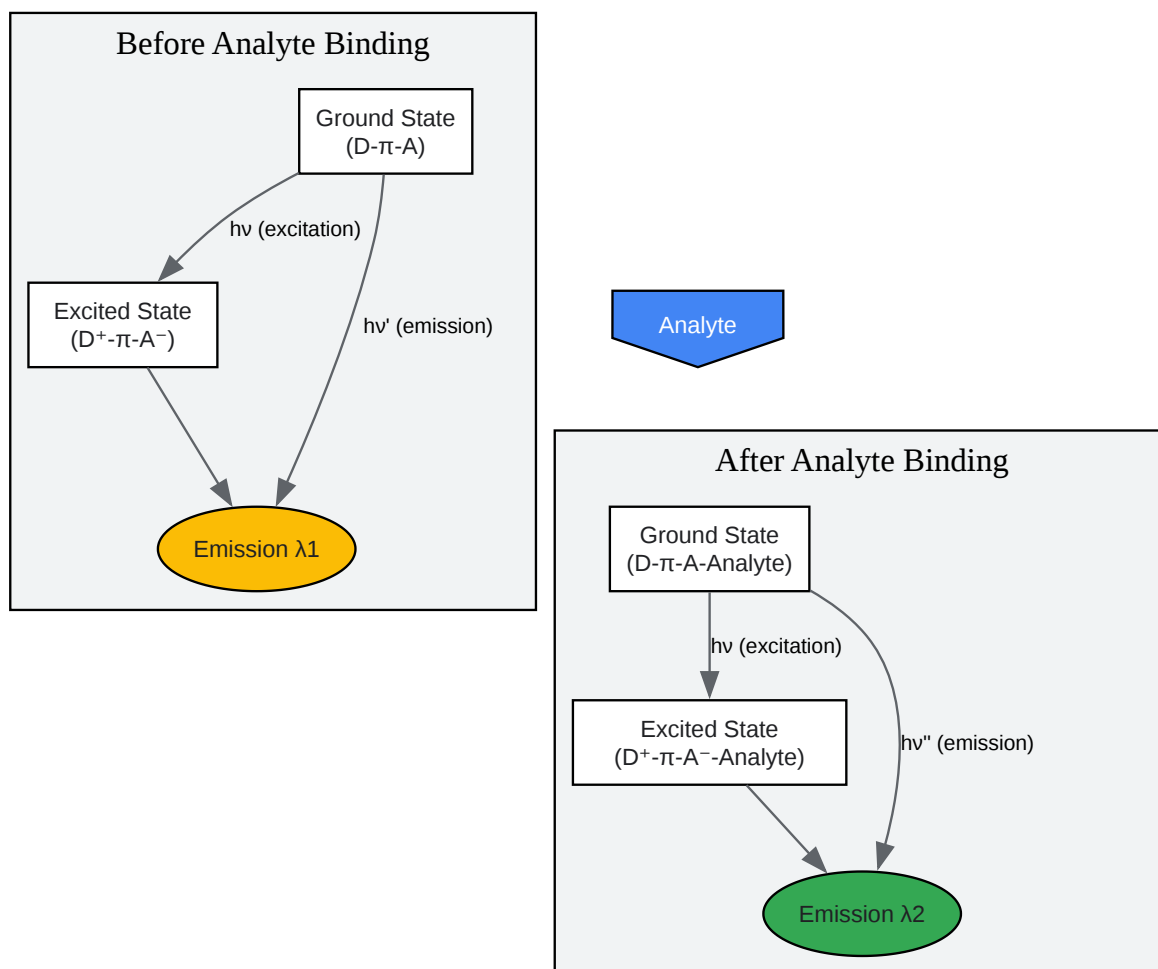 Before Analyte Binding
Ground State
(D-π-A)
hν (excitation)
Excited State
(D⁺-π-A⁻)
hν' (emission)
Emission λ1
Analyte
After Analyte Binding
Ground State
(D-π-A-Analyte)
hν (excitation)
Excited State
(D⁺-π-A⁻-Analyte)
hν'' (emission)
Emission λ2